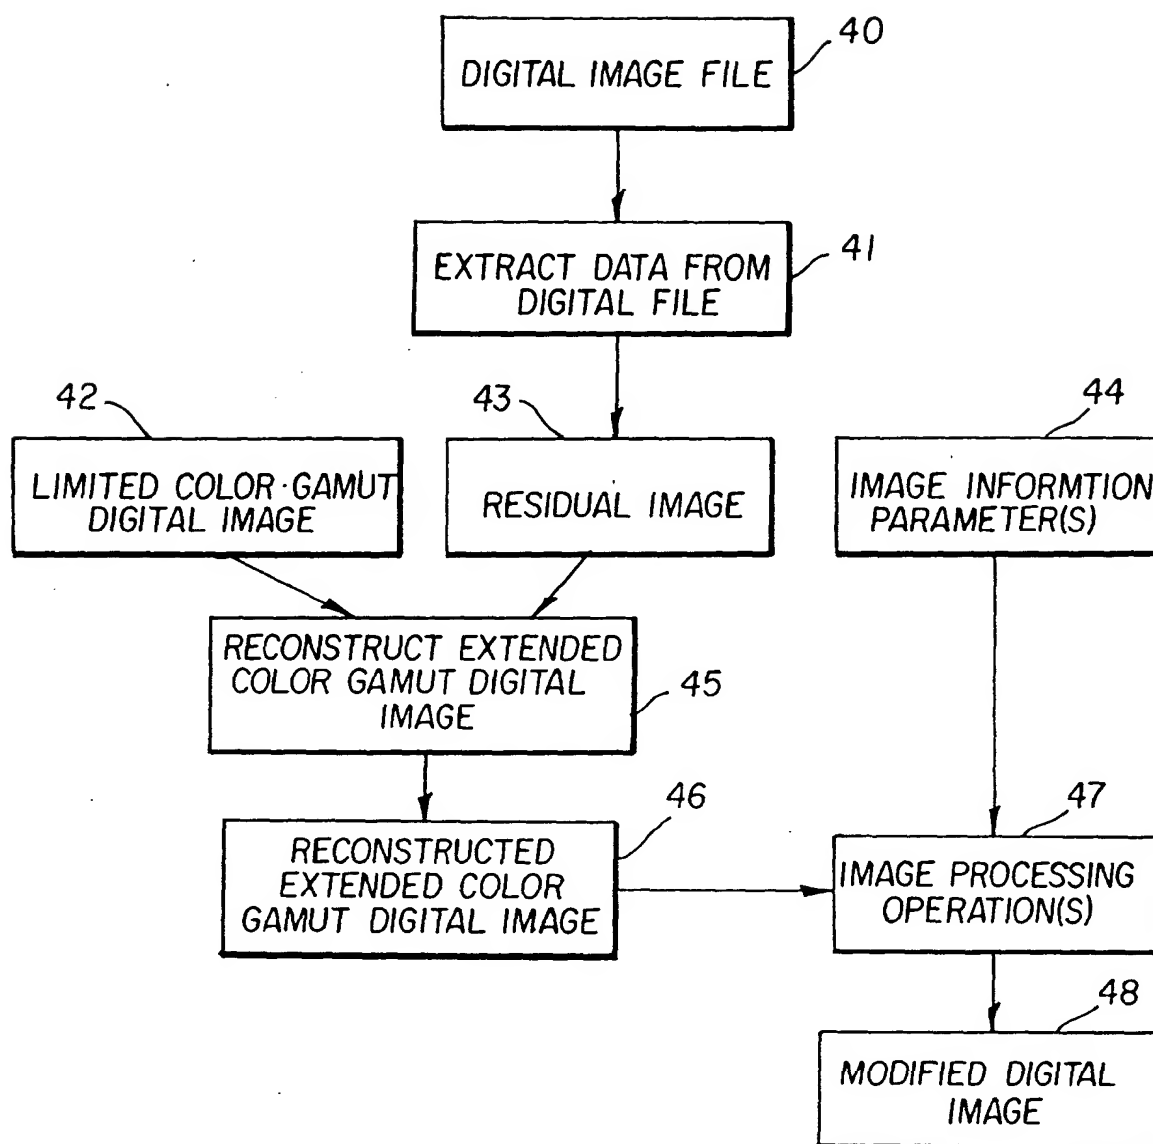 40
DIGITAL IMAGE FILE
41
EXTRACT DATA FROM
DIGITAL FILE
42
43
44
LIMITED COLOR·GAMUT
DIGITAL IMAGE
RESIDUAL IMAGE
IMAGE INFORMTION
PARAMETER(S)
RECONSTRUCT EXTENDED
COLOR GAMUT DIGITAL
IMAGE
45
46
47
RECONSTRUCTED
EXTENDED COLOR
GAMUT DIGITAL IMAGE
IMAGE PROCESSING
OPERATION(S)
48
MODIFIED DIGITAL
IMAGE